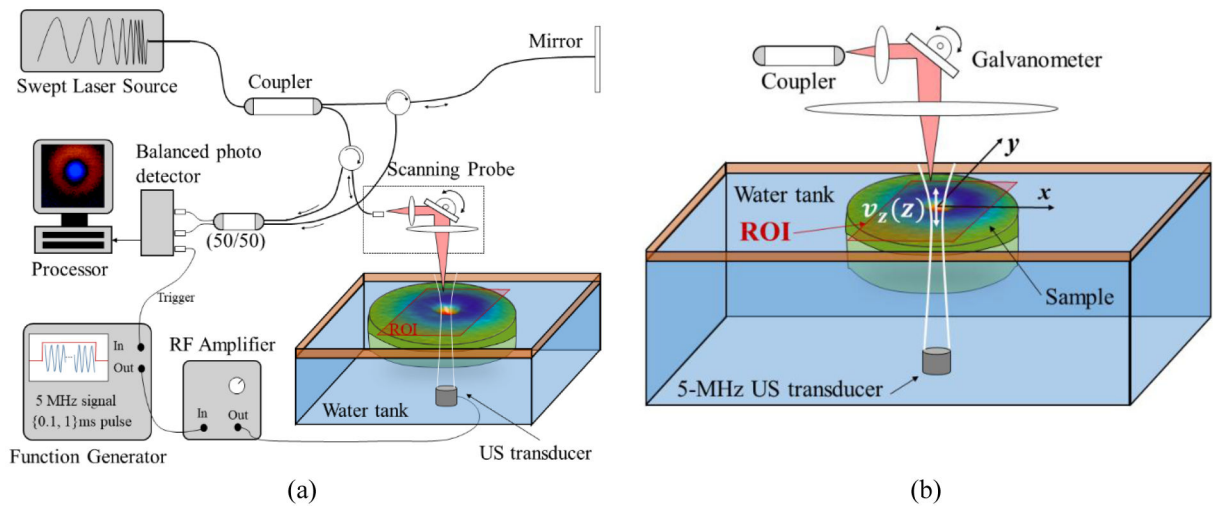 Swept Laser Source
Coupler
Mirror
Balanced photo
detector
Scanning Probe
(50/50)
Processor
Trigger
ROI
Water tank
US transducer
RF Amplifier
In
Out
In
Out
5 MHz signal
{0.1, 1}ms pulse
Function Generator
(a)
Coupler
Galvanometer
y
x
Water tank
v_z(z)
ROI
Sample
5-MHz US transducer
(b)